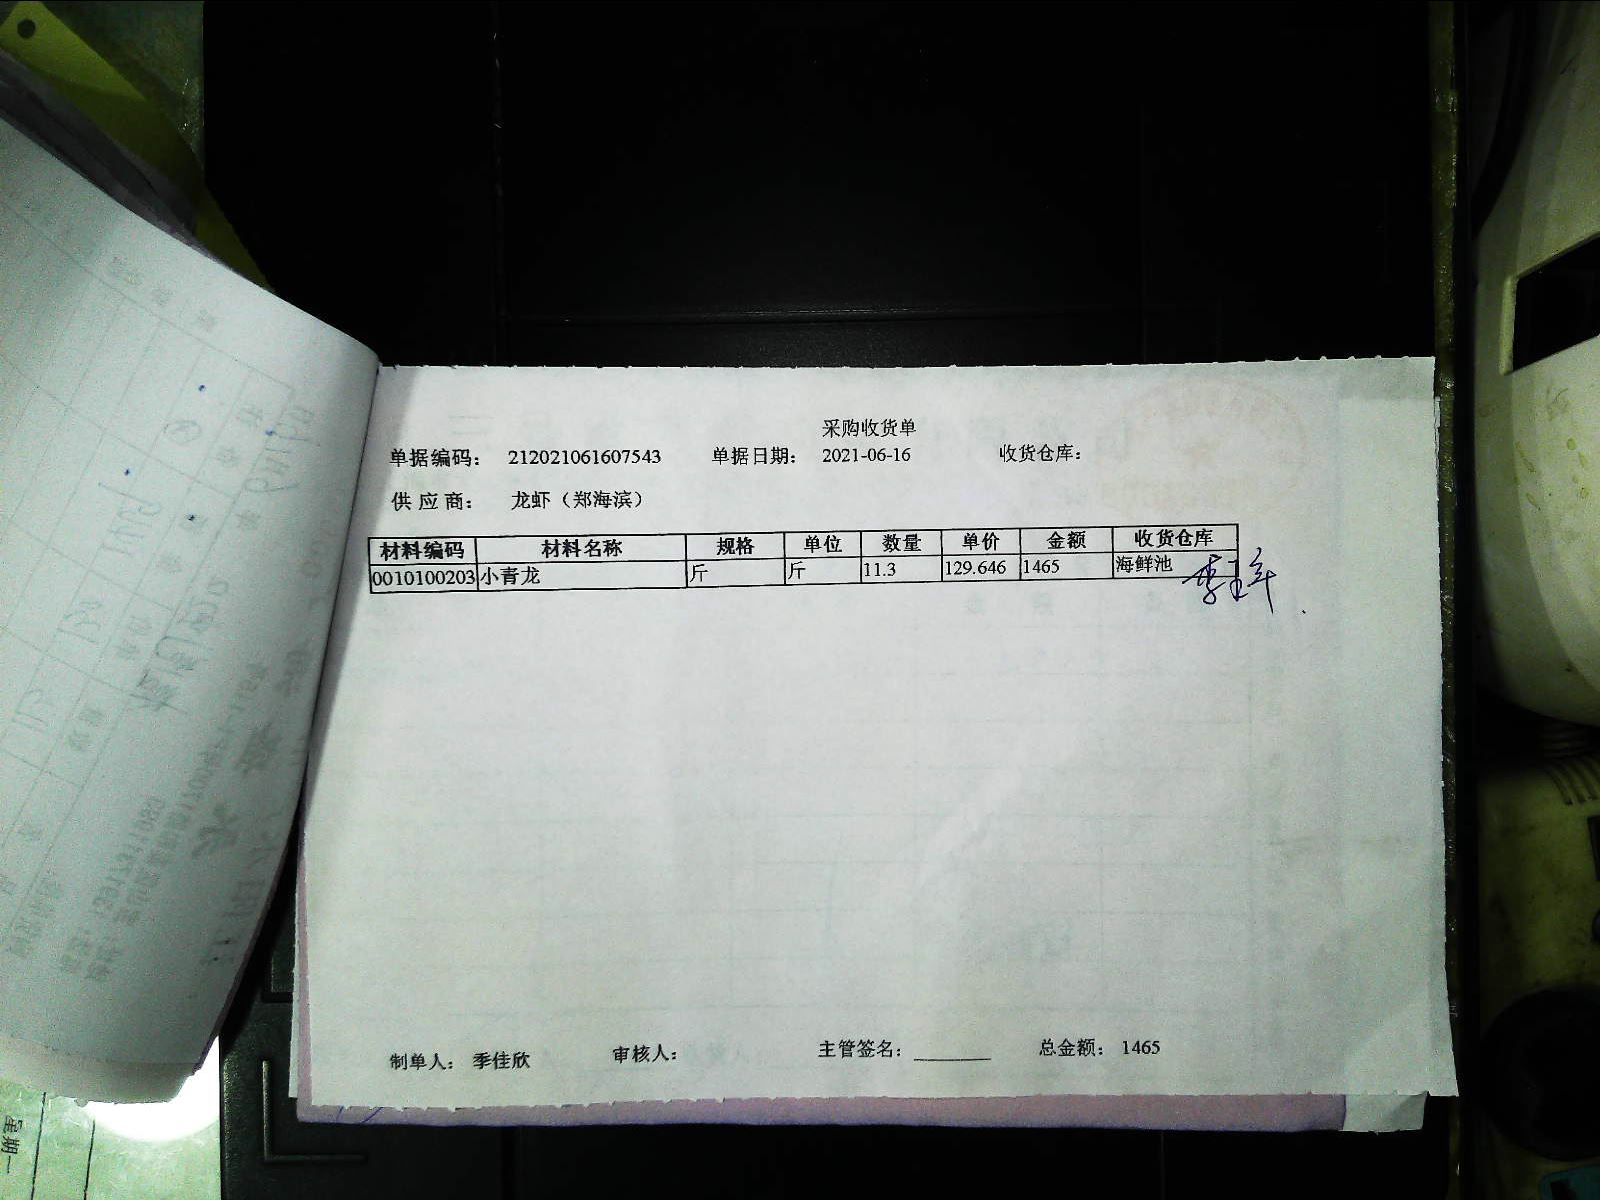 采购收货单
单据编码： 212021061607543 单据日期： 2021-06-16 收货仓库：
供 应 商： 龙虾（郑海滨）
材料编码 材料名称 规格 单位 数量 单价 金额 收货仓库
0010100203 小青龙 斤 斤 11.3 129.646 1465 海鲜池
制单人： 季佳欣 审核人： 主管签名： 总金额： 1465
星期一